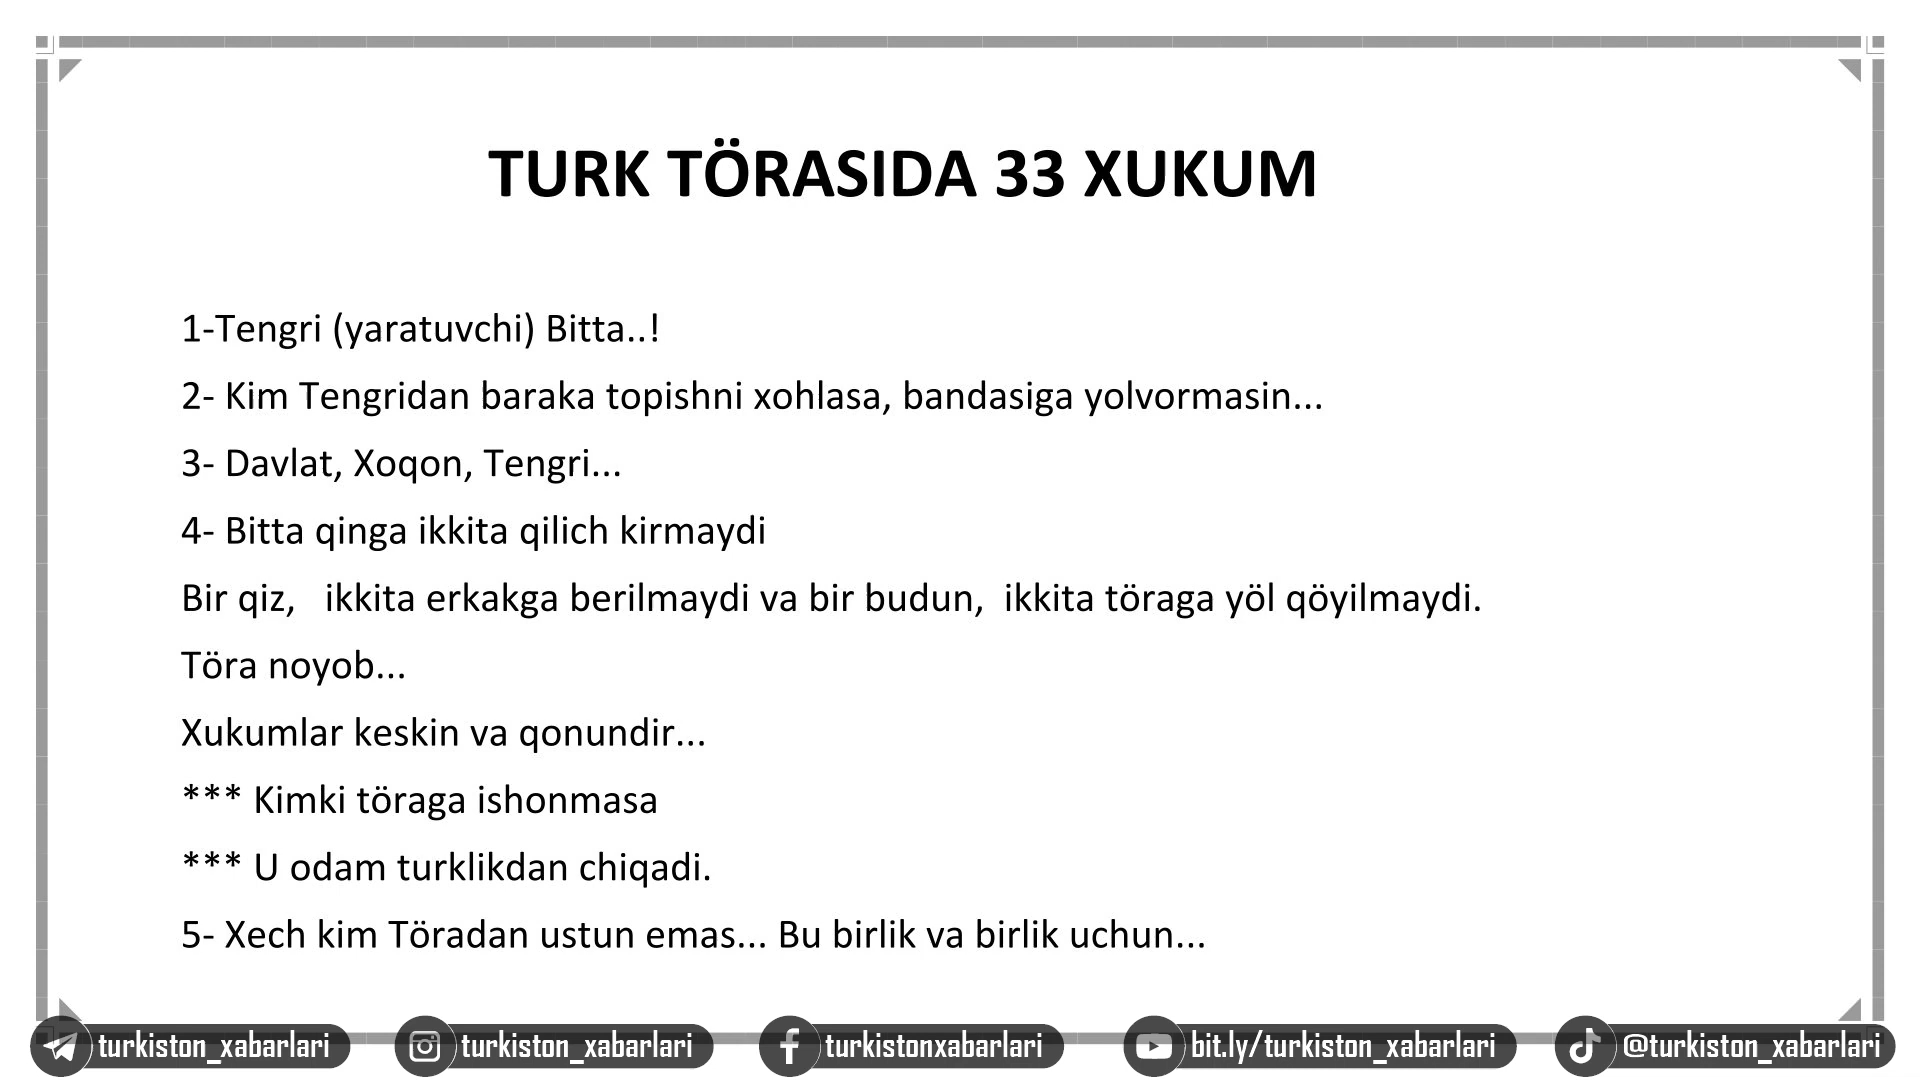 TURK TÖRASIDA 33 XUKUM
1-Tengri (yaratuvchi) Bitta..!
2- Kim Tengridan baraka topishni xohlasa, bandasiga yolvormasin...
3- Davlat, Xoqon, Tengri...
4- Bitta qinga ikkita qilich kirmaydi
Bir qiz,   ikkita erkakga berilmaydi va bir budun,  ikkita töraga yöl qöyilmaydi.
Töra noyob...
Xukumlar keskin va qonundir...
*** Kimki töraga ishonmasa
*** U odam turklikdan chiqadi.
5- Xech kim Töradan ustun emas... Bu birlik va birlik uchun...
turkiston_xabarlari turkiston_xabarlari turkistonxabarlari bit.ly/turkiston_xabarlari @turkiston_xabarlari